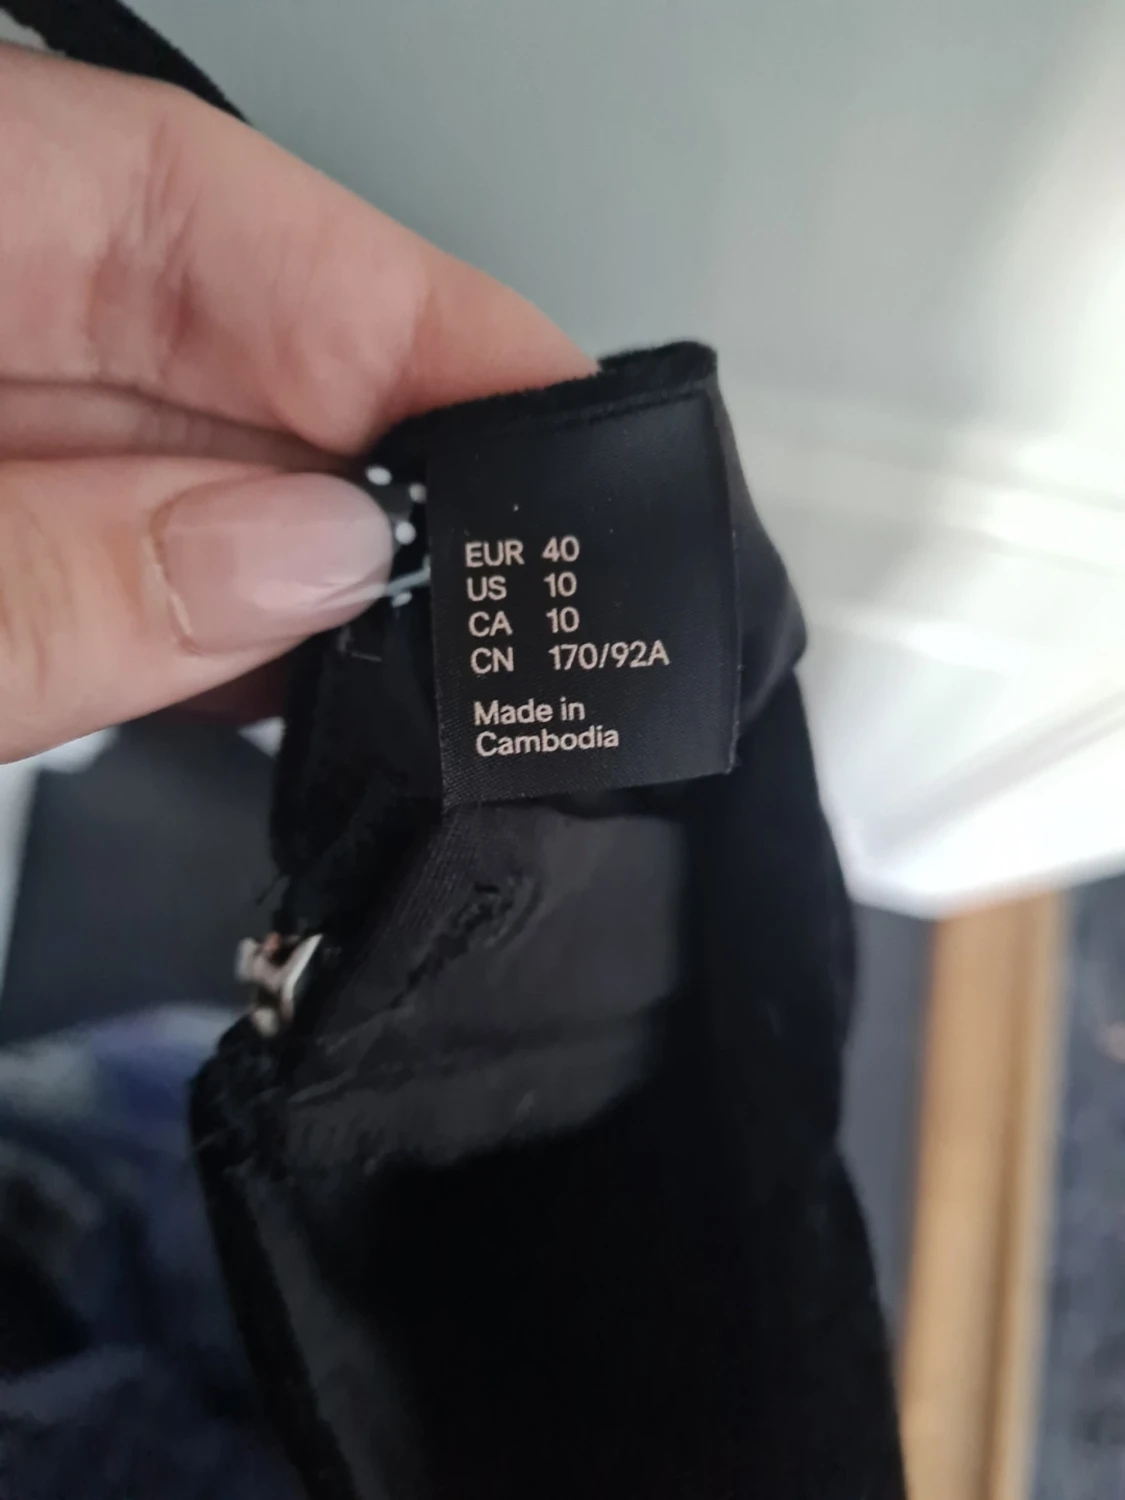 EUR 40
US 10
CA 10
CN 170/92A
Made in
Cambodia